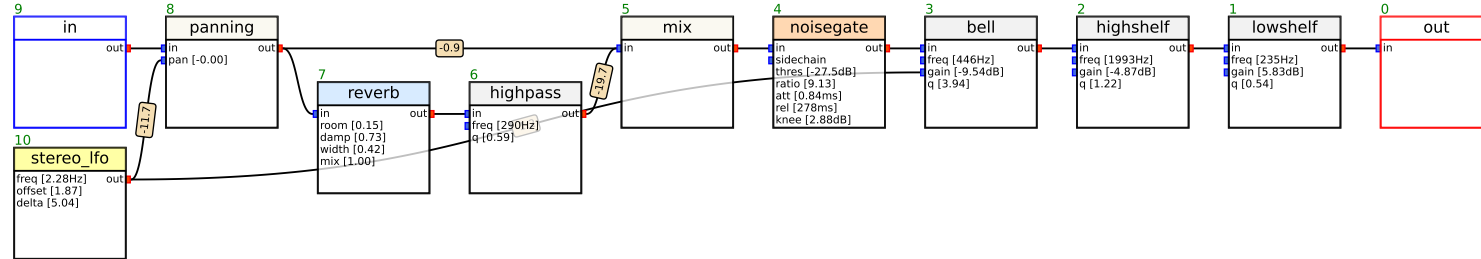 9
in
out
8
panning
in out
pan [-0.00]
-0.9
-11.7
10
stereo_lfo
freq [2.28Hz] out
offset [1.87]
delta [5.04]
7
reverb
in out
room [0.15]
damp [0.73]
width [0.42]
mix [1.00]
6
highpass
in out
freq [290Hz]
q [0.59]
-19.7
5
mix
in out
4
noisegate
in out
sidechain
thres [-27.5dB]
ratio [9.13]
att [0.84ms]
rel [278ms]
knee [2.88dB]
3
bell
in out
freq [446Hz]
gain [-9.54dB]
q [3.94]
2
highshelf
in out
freq [1993Hz]
gain [-4.87dB]
q [1.22]
1
lowshelf
in out
freq [235Hz]
gain [5.83dB]
q [0.54]
0
out
in